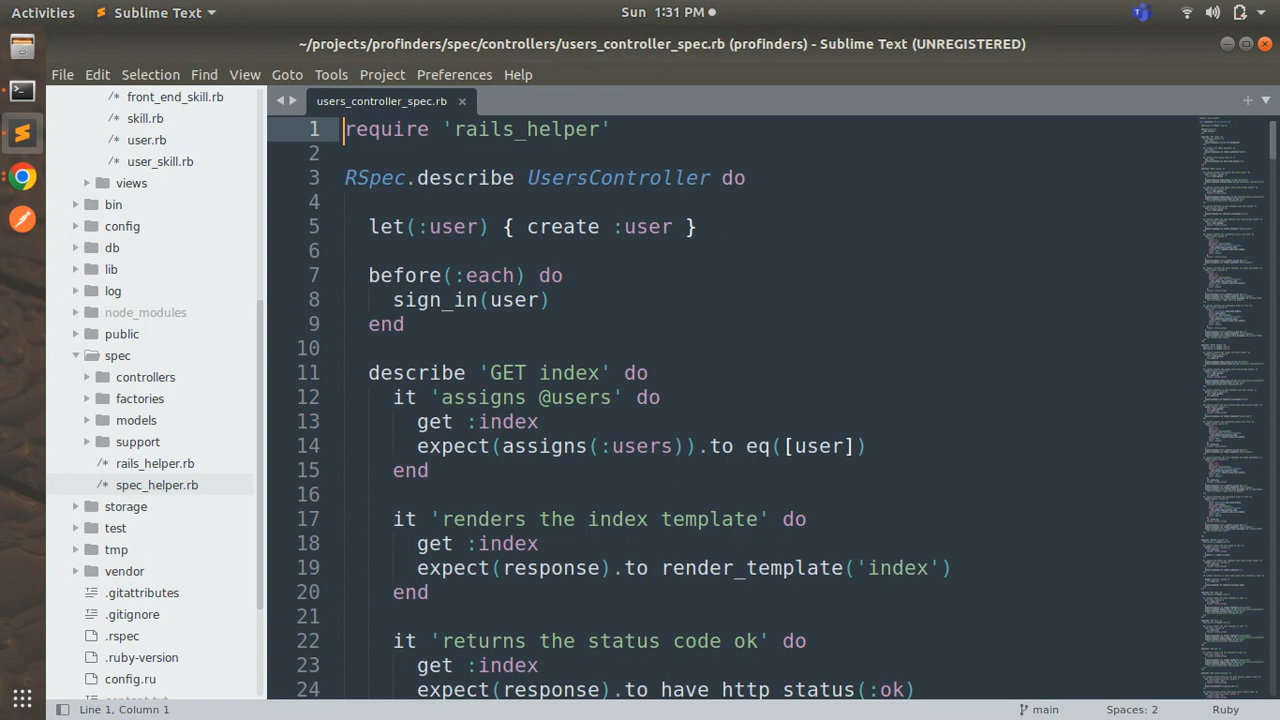 Activities
Sublime Text
Sun 1:31 PM
~/projects/profinders/spec/controllers/users_controller_spec.rb (profinders) - Sublime Text (UNREGISTERED)
File Edit Selection Find View Goto Tools Project Preferences Help
/* front_end_skill.rb
/* skill.rb
/* user.rb
/* user_skill.rb
views
bin
config
db
lib
log
node_modules
public
spec
controllers
factories
models
support
/* rails_helper.rb
/* spec_helper.rb
storage
test
tmp
vendor
.gitattributes
.gitignore
/* .rspec
.ruby-version
config.ru
content.txt
users_controller_spec.rb ×
1 require 'rails_helper'
2
3 RSpec.describe UsersController do
4
5 let(:user) create :user }
6
7 before(:each) do
8 sign_in(user)
9 end
10
11 describe 'GET index' do
12 it 'assigns @users' do
13 get :index
14 expect(assigns(:users)).to eq([user])
15 end
16
17 it 'renders the index template' do
18 get :index
19 expect(response).to render_template('index')
20 end
21
22 it 'returns the status code ok' do
23 get :index
24 expect(response).to have_http_status(:ok)
Line 1, Column 1
main
Spaces: 2
Ruby